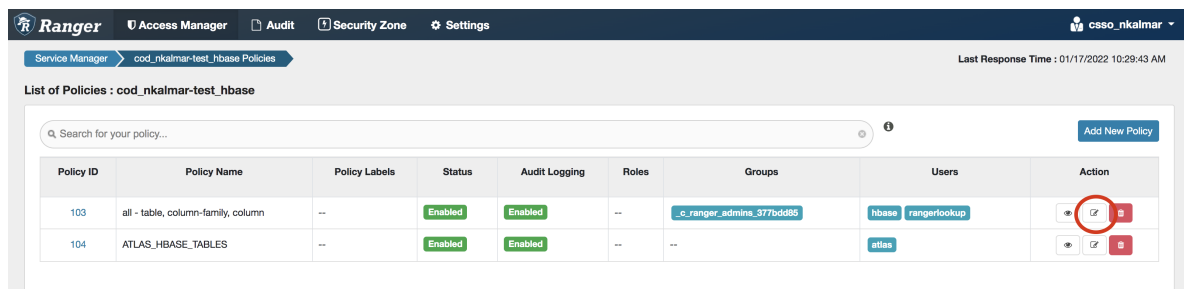 Ranger Access Manager Audit Security Zone Settings csso_nkalmar
Service Manager cod_nkalmar-test_hbase Policies Last Response Time : 01/17/2022 10:29:43 AM
List of Policies : cod_nkalmar-test_hbase
Search for your policy... Add New Policy
Policy ID Policy Name Policy Labels Status Audit Logging Roles Groups Users Action
103 all - table, column-family, column -- Enabled Enabled -- _c_ranger_admins_377bdd85 hbase rangerlookup
104 ATLAS_HBASE_TABLES -- Enabled Enabled -- -- atlas